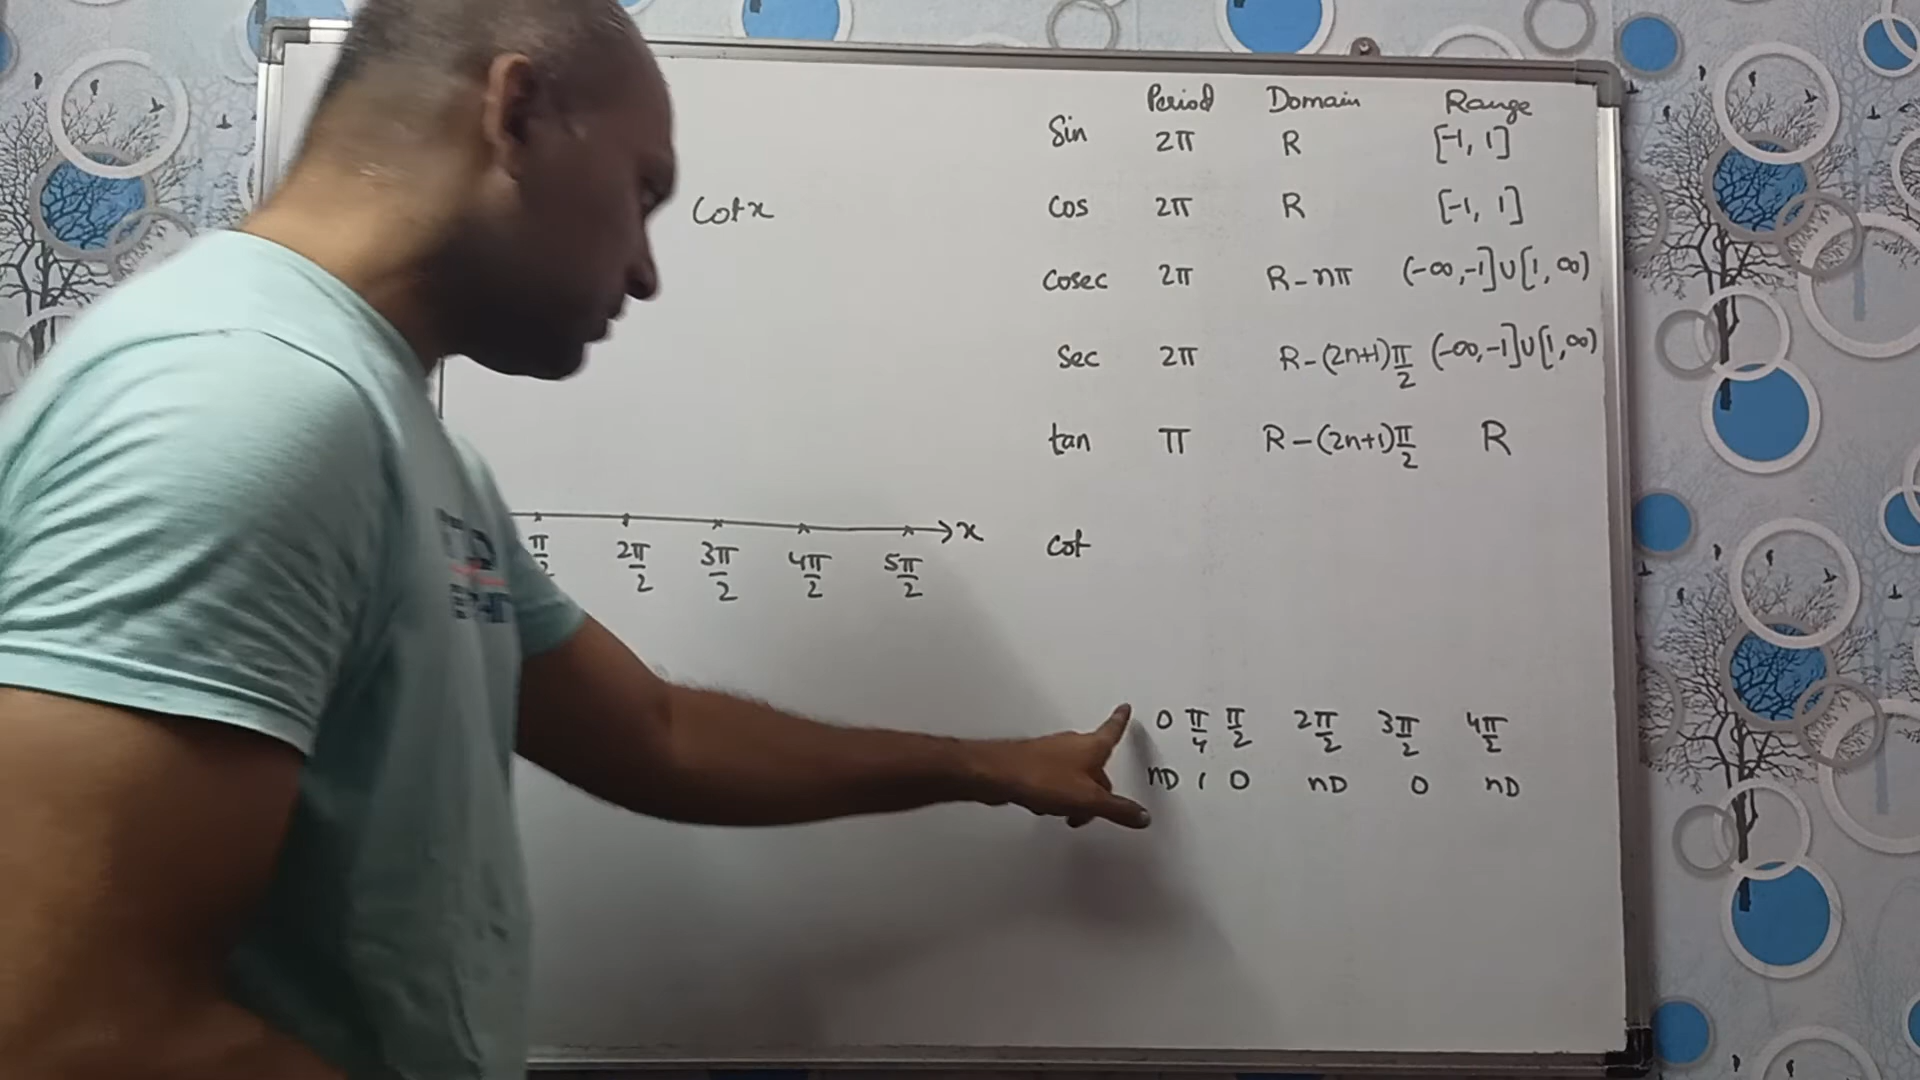 Period Domain Range
Sin 2π R [-1, 1]
Cotx
Cos 2π R [-1, 1]
Cosec 2π R - nπ (-∞, -1] ∪ [1, ∞)
Sec 2π R - (2n+1)π/2 (-∞, -1] ∪ [1, ∞)
tan π R - (2n+1)π/2 R
x
π/2 2π/2 3π/2 4π/2 5π/2
Cot
0 π/4 π/2 2π/2 3π/2 4π/2
nD 1 0 nD 0 nD